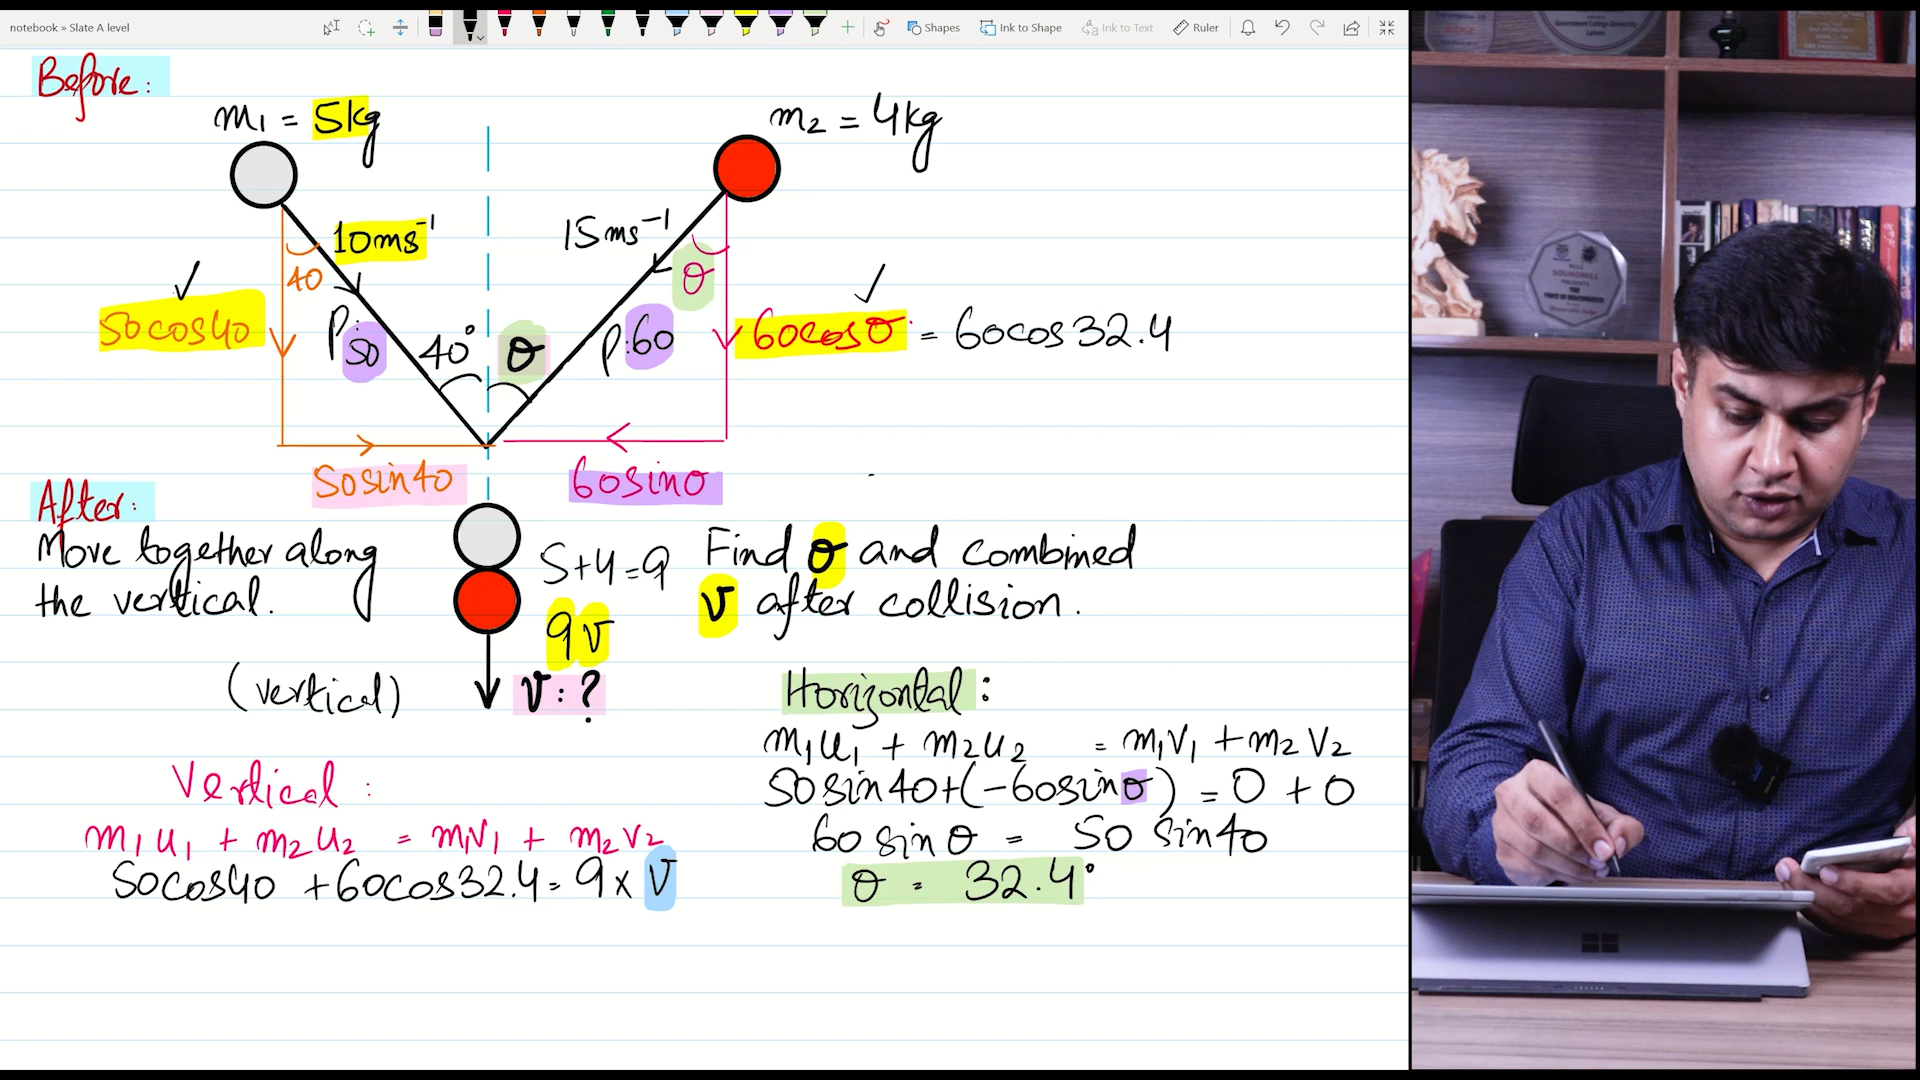 notebook » Slate A level
Shapes
Ink to Shape
Ink to Text
Ruler
Before:
m1 = 5kg
m2 = 4kg
10ms⁻¹
15ms⁻¹
40
θ
50cos40
60cosθ = 60cos32.4
P: 50
40°
θ
P:60
50sin40
60sinθ
After:
Move together along
the vertical.
5+4=9
9v
Find θ and combined
v after collision.
(vertical)
v: ?
Horizontal:
m1u1 + m2u2 = m1v1 + m2v2
50sin40+(-60sinθ) = 0 + 0
60 sin θ = 50 sin40
θ = 32.4°
Vertical:
m1u1 + m2u2 = m1v1 + m2v2
50cos40 +60cos32.4 = 9 x v
SOUNDMILL